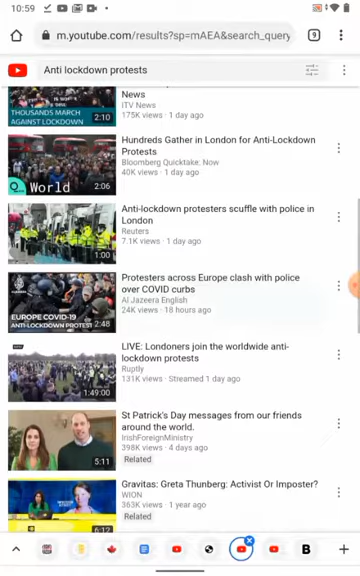 10:59
m.youtube.com/results?sp=mAEA&search_query
9
Anti lockdown protests
THOUSANDS MARCH
AGAINST LOCKDOWN
2:10
News
ITV News
175K views · 1 day ago
World
2:06
Hundreds Gather in London for Anti-Lockdown
Protests
Bloomberg Quicktake: Now
40K views · 1 day ago
1:00
Anti-lockdown protesters scuffle with police in
London
Reuters
7.1K views · 1 day ago
EUROPE COVID-19
ANTI-LOCKDOWN PROTEST
2:48
Protesters across Europe clash with police
over COVID curbs
Al Jazeera English
24K views · 18 hours ago
1:49:00
LIVE: Londoners join the worldwide anti-
lockdown protests
Ruptly
131K views · Streamed 1 day ago
5:11
St Patrick's Day messages from our friends
around the world.
IrishForeignMinistry
398K views · 4 days ago
Related
6:12
Gravitas: Greta Thunberg: Activist Or Imposter?
WION
363K views · 1 year ago
Related
B